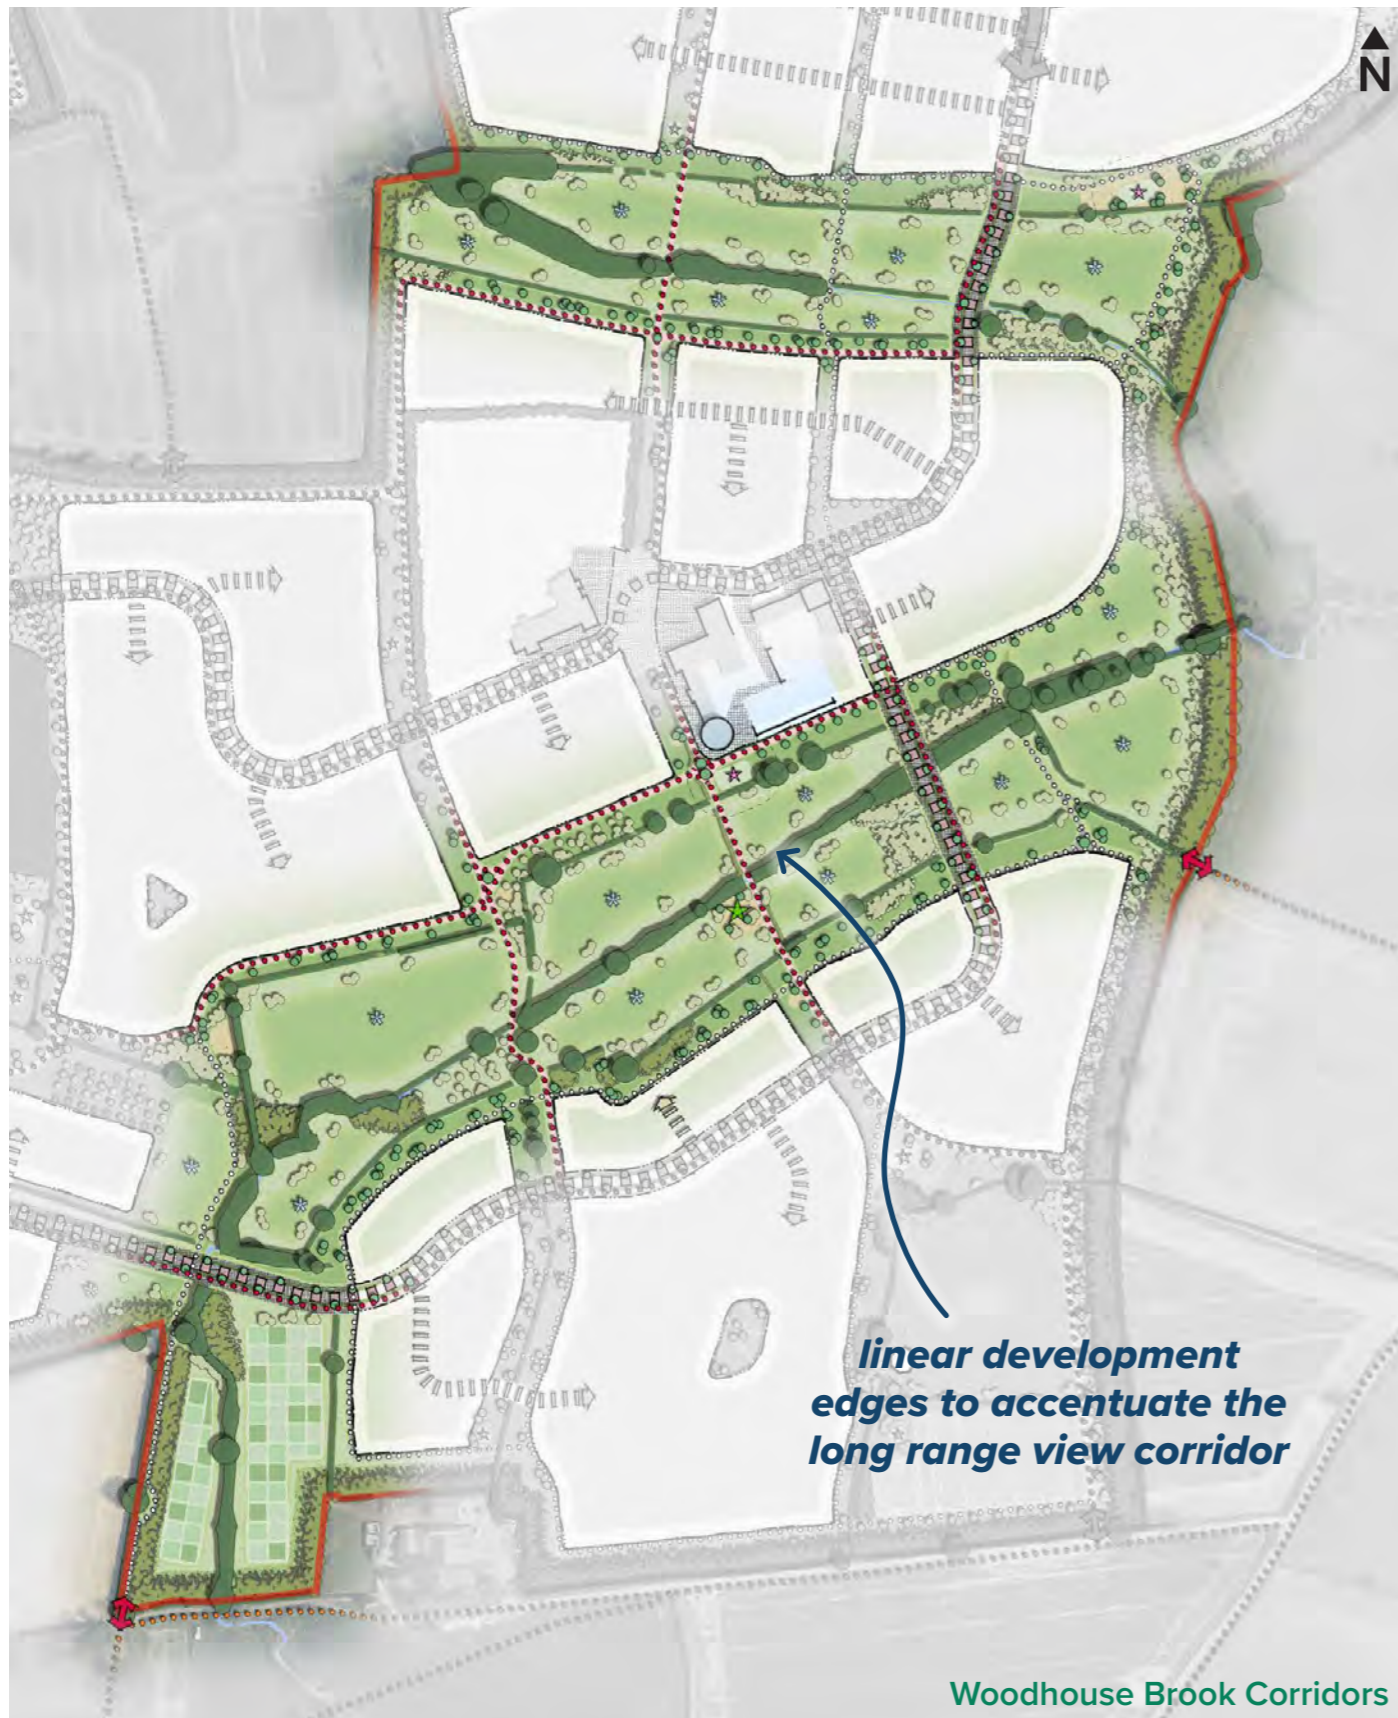 N
linear development
edges to accentuate the
long range view corridor
Woodhouse Brook Corridors